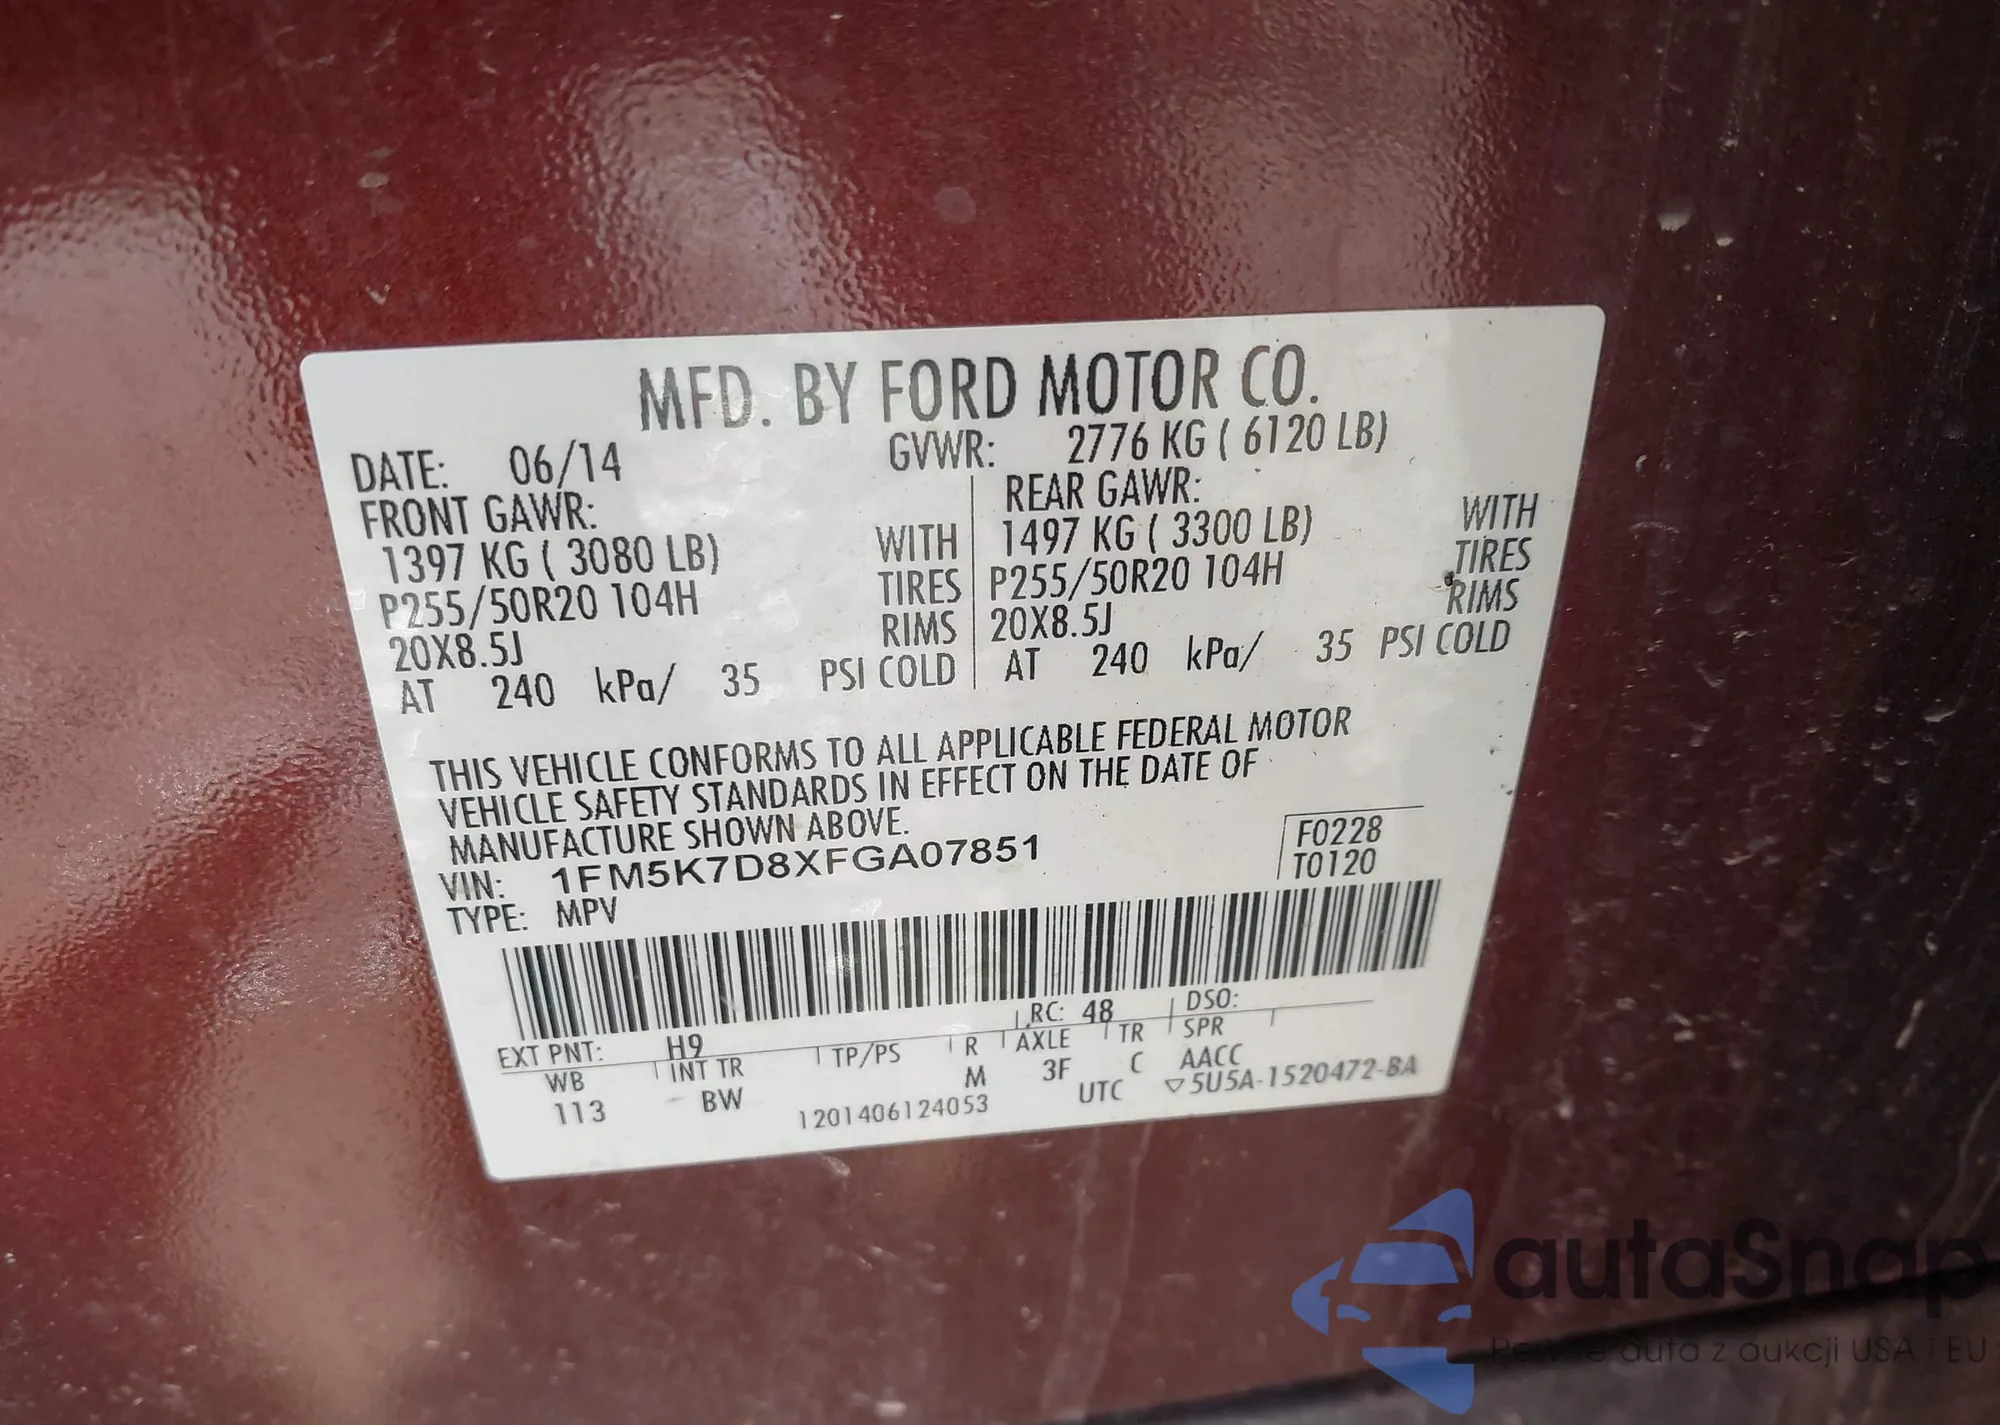 MFD. BY FORD MOTOR CO.
DATE: 06/14 GVWR: 2776 KG ( 6120 LB)
FRONT GAWR: REAR GAWR:
1397 KG ( 3080 LB) WITH 1497 KG ( 3300 LB) WITH
P255/50R20 104H TIRES P255/50R20 104H TIRES
20X8.5J RIMS 20X8.5J RIMS
AT 240 kPa/ 35 PSI COLD AT 240 kPa/ 35 PSI COLD
THIS VEHICLE CONFORMS TO ALL APPLICABLE FEDERAL MOTOR
VEHICLE SAFETY STANDARDS IN EFFECT ON THE DATE OF
MANUFACTURE SHOWN ABOVE.
VIN: 1FM5K7D8XFGA07851 F0228
TYPE: MPV T0120
EXT PNT: H9 RC: 48 DSO:
WB INT TR TP/PS R AXLE TR SPR
113 BW M 3F C AACC
1201406124053 UTC ▽5U5A-1520472-BA
autaSnap
Pewne auta z aukcji USA i EU